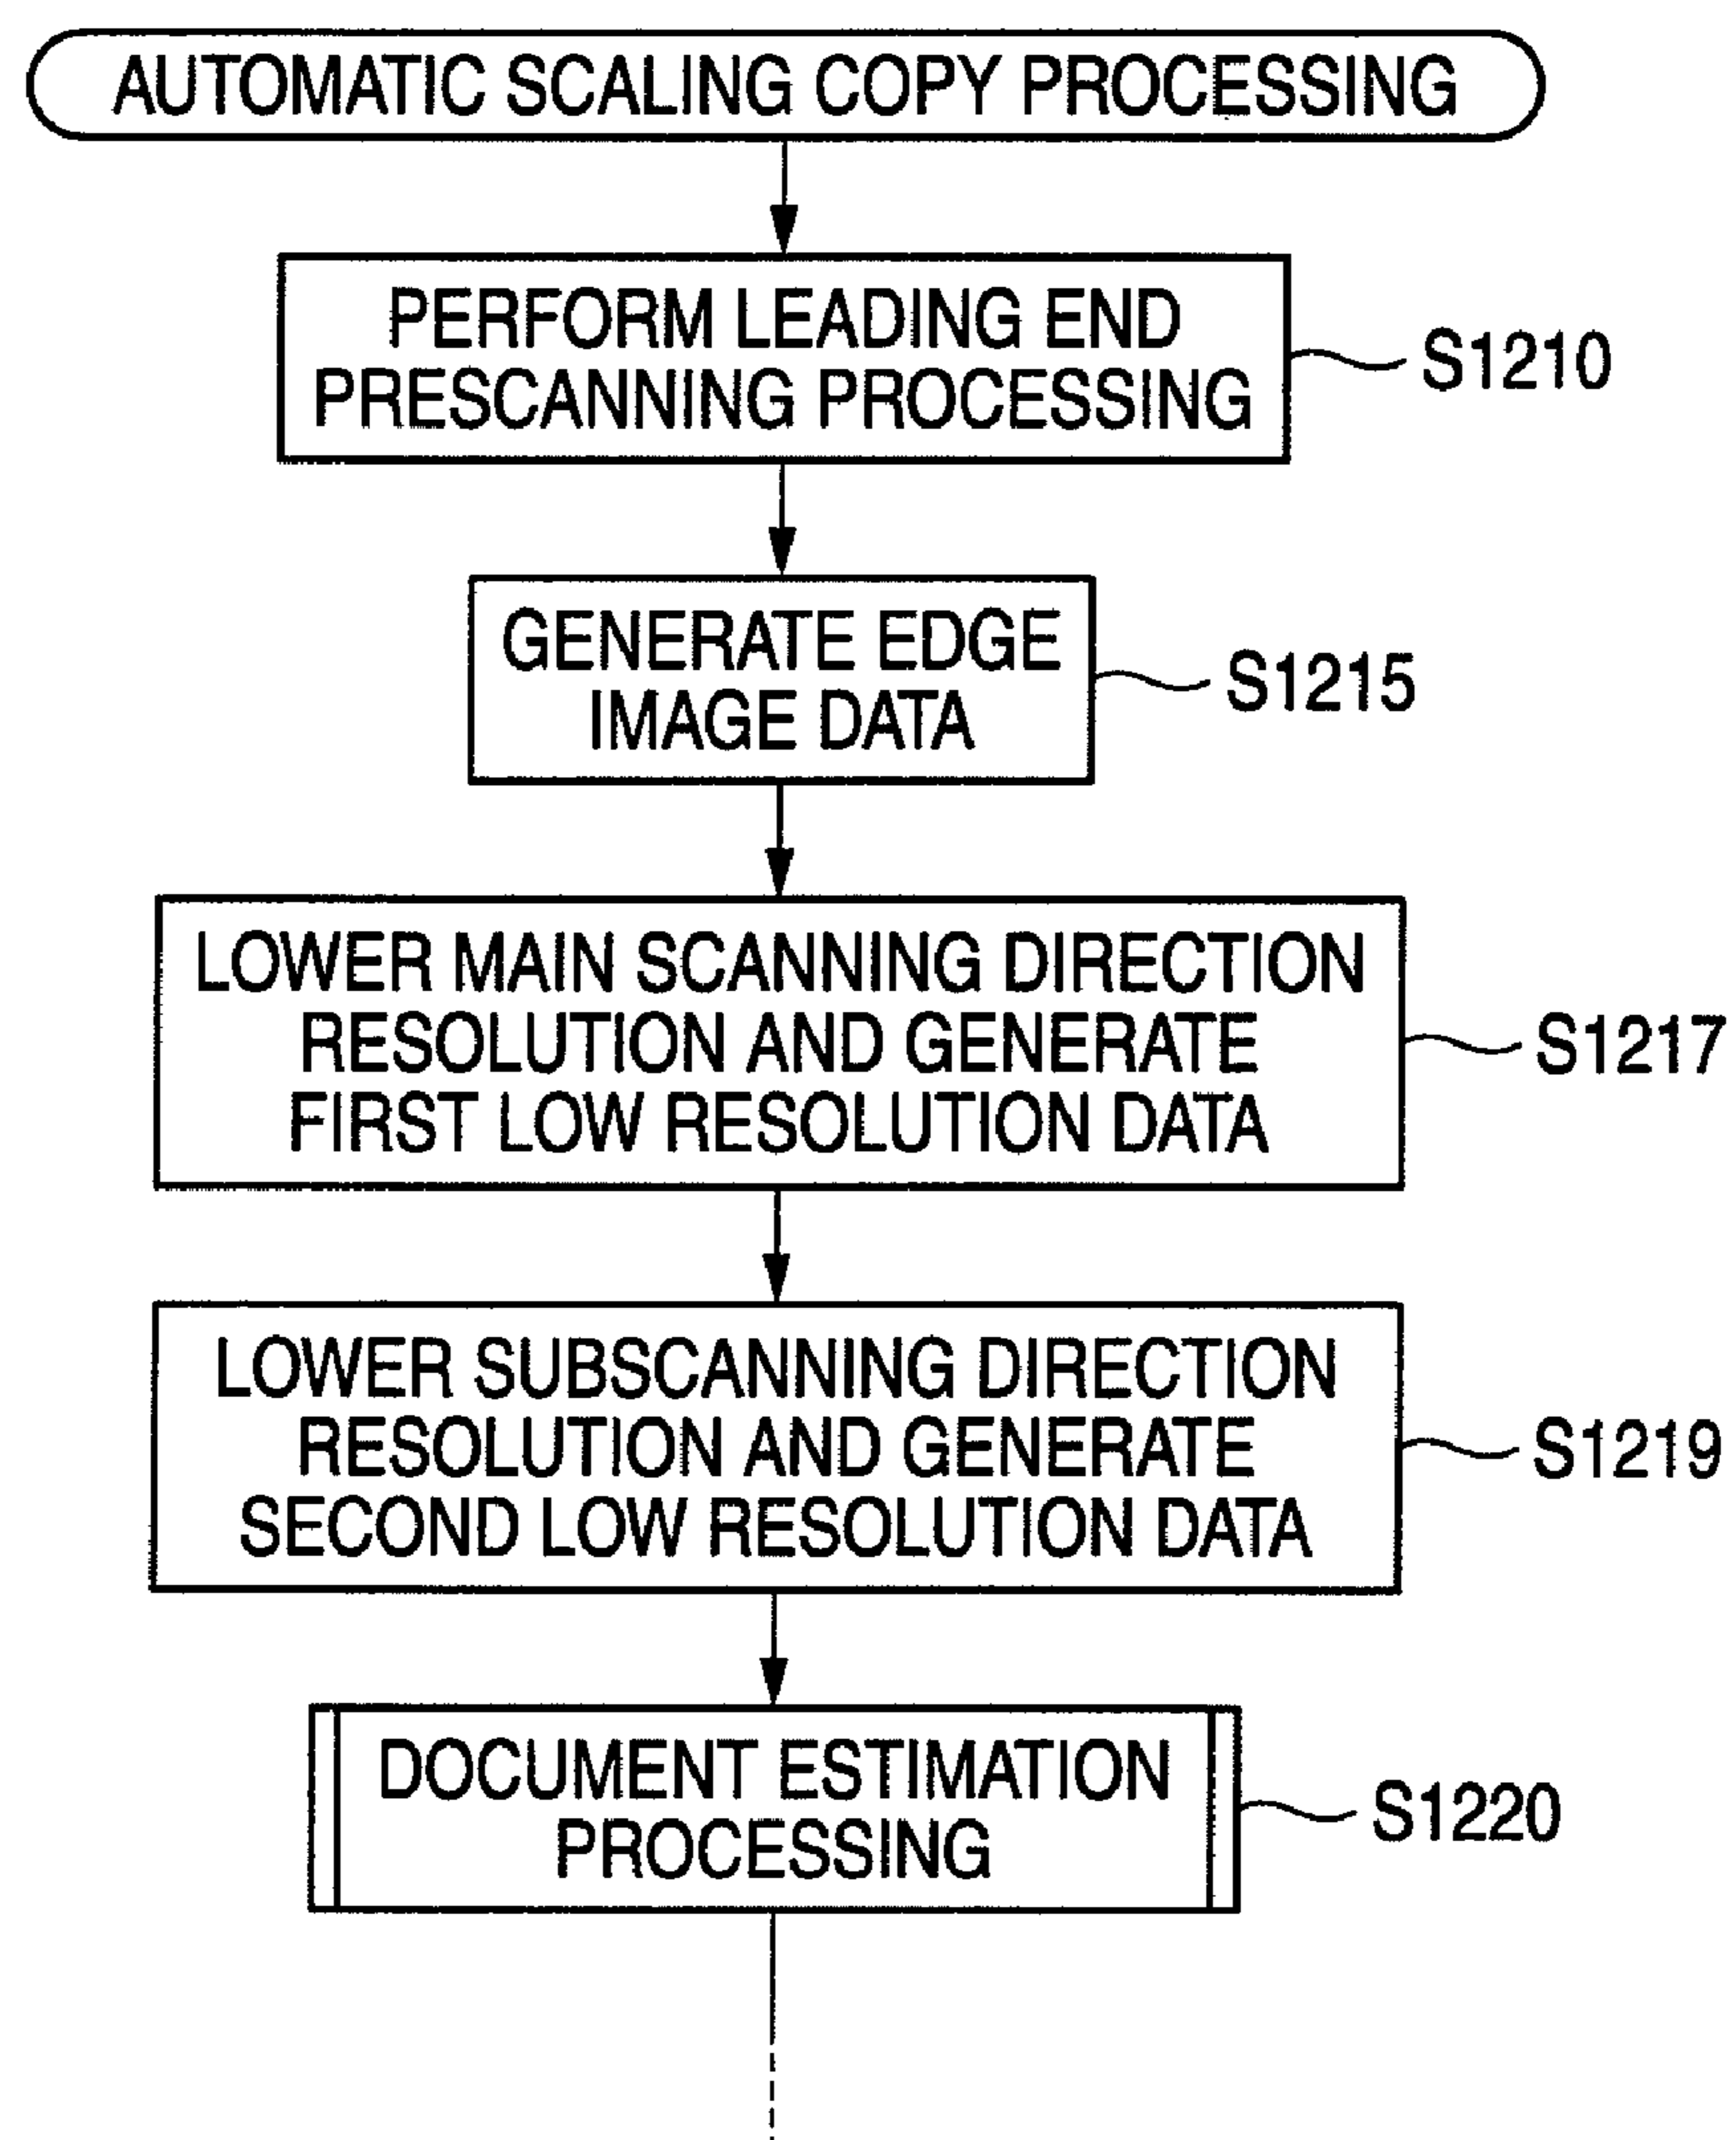 AUTOMATIC SCALING COPY PROCESSING
PERFORM LEADING END
PRESCANNING PROCESSING
S1210
GENERATE EDGE
IMAGE DATA
S1215
LOWER MAIN SCANNING DIRECTION
RESOLUTION AND GENERATE
FIRST LOW RESOLUTION DATA
S1217
LOWER SUBSCANNING DIRECTION
RESOLUTION AND GENERATE
SECOND LOW RESOLUTION DATA
S1219
DOCUMENT ESTIMATION
PROCESSING
S1220